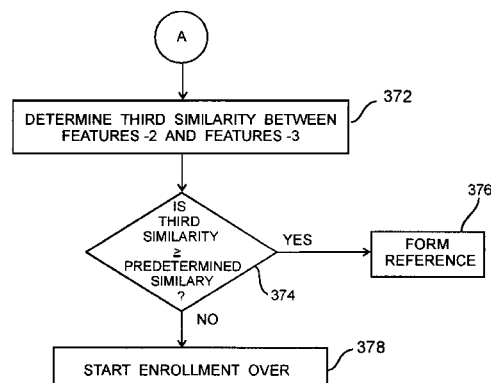 A
372
DETERMINE THIRD SIMILARITY BETWEEN
FEATURES -2 AND FEATURES -3
IS
THIRD
SIMILARITY
≥
PREDETERMINED
SIMILARY
?
374
YES
376
FORM
REFERENCE
NO
378
START ENROLLMENT OVER